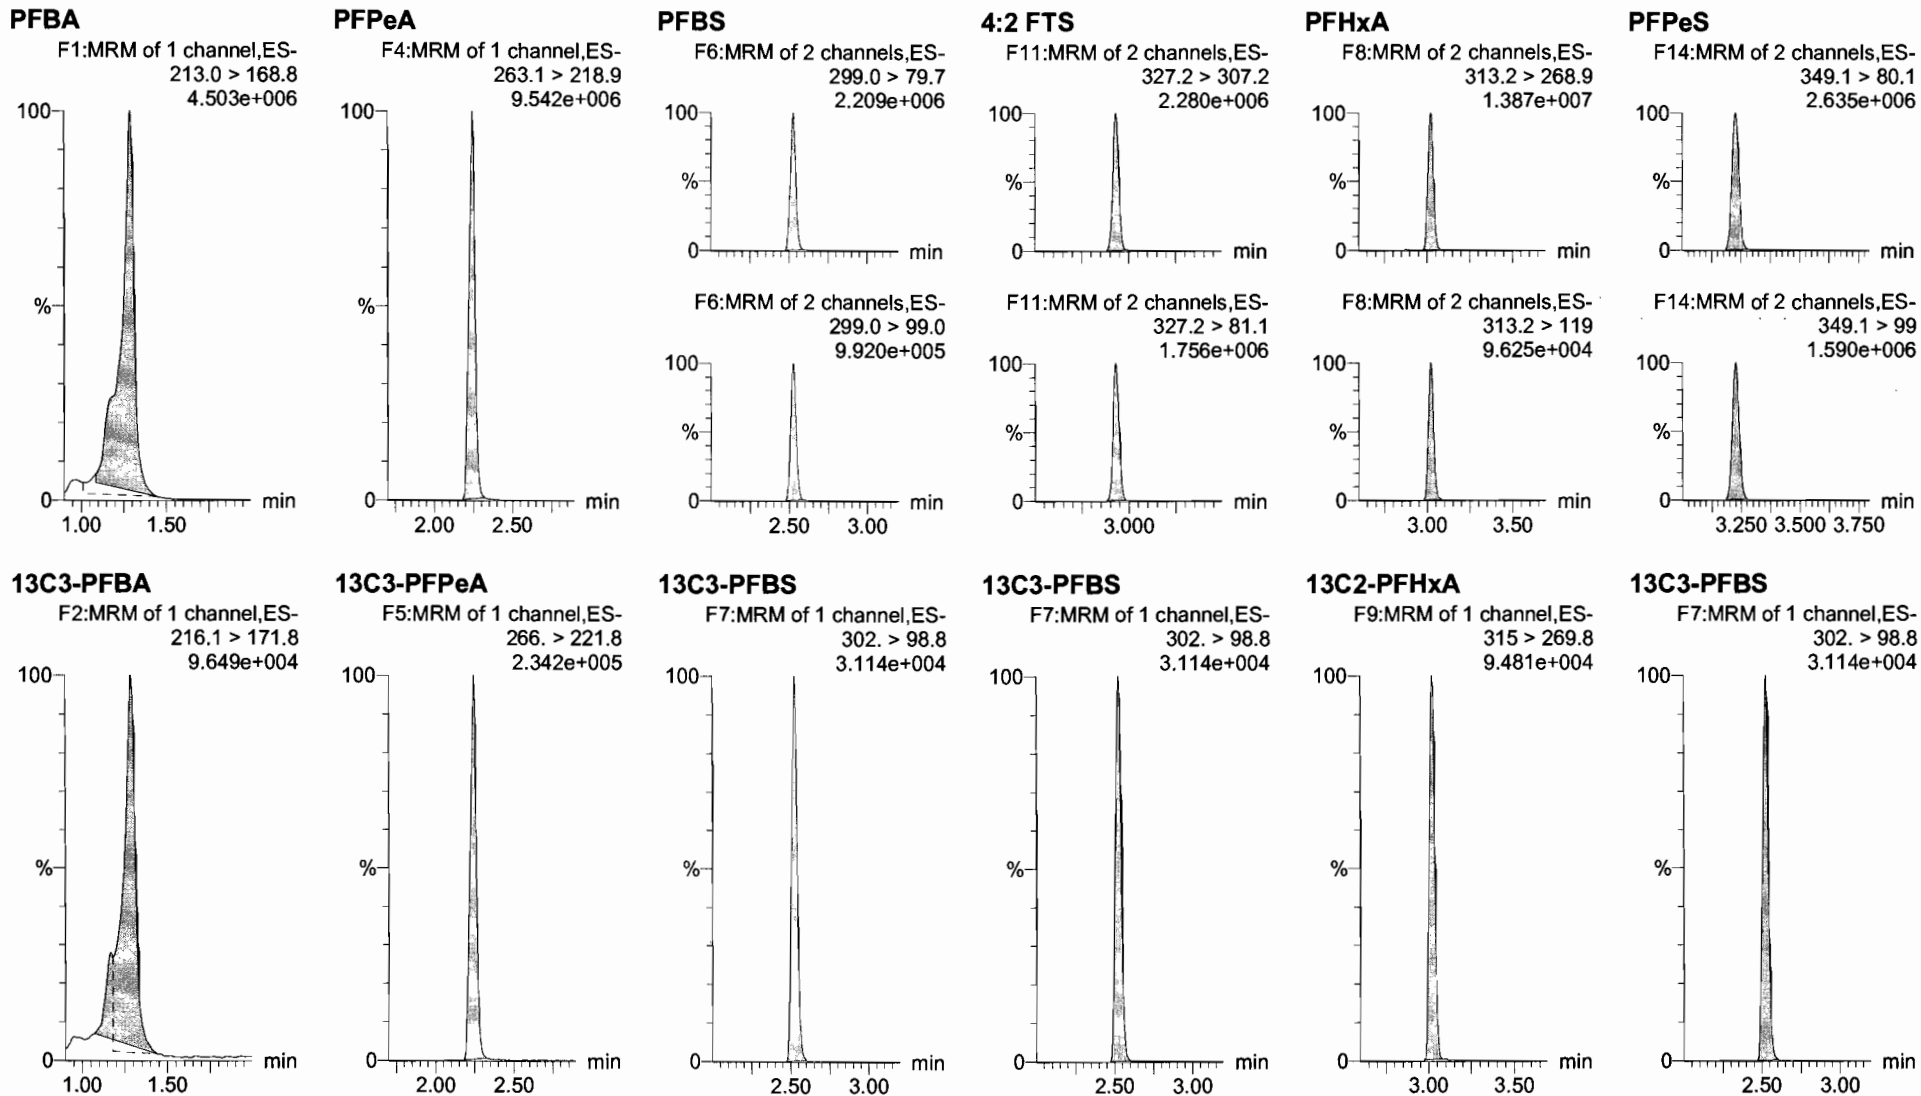 PFBA
F1:MRM of 1 channel,ES-
213.0 > 168.8
4.503e+006
100
%
0
min
1.00 1.50
PFPeA
F4:MRM of 1 channel,ES-
263.1 > 218.9
9.542e+006
100
%
0
min
2.00 2.50
PFBS
F6:MRM of 2 channels,ES-
299.0 > 79.7
2.209e+006
100
%
0
min
F6:MRM of 2 channels,ES-
299.0 > 99.0
9.920e+005
100
%
0
min
2.50 3.00
4:2 FTS
F11:MRM of 2 channels,ES-
327.2 > 307.2
2.280e+006
100
%
0
min
F11:MRM of 2 channels,ES-
327.2 > 81.1
1.756e+006
100
%
0
min
3.000
PFHxA
F8:MRM of 2 channels,ES-
313.2 > 268.9
1.387e+007
100
%
0
min
F8:MRM of 2 channels,ES-
313.2 > 119
9.625e+004
100
%
0
min
3.00 3.50
PFPeS
F14:MRM of 2 channels,ES-
349.1 > 80.1
2.635e+006
100
%
0
min
F14:MRM of 2 channels,ES-
349.1 > 99
1.590e+006
100
%
0
min
3.250 3.500 3.750
13C3-PFBA
F2:MRM of 1 channel,ES-
216.1 > 171.8
9.649e+004
100
%
0
min
1.00 1.50
13C3-PFPeA
F5:MRM of 1 channel,ES-
266. > 221.8
2.342e+005
100
%
0
min
2.00 2.50
13C3-PFBS
F7:MRM of 1 channel,ES-
302. > 98.8
3.114e+004
100
%
0
min
2.50 3.00
13C3-PFBS
F7:MRM of 1 channel,ES-
302. > 98.8
3.114e+004
100
%
0
min
2.50 3.00
13C2-PFHxA
F9:MRM of 1 channel,ES-
315 > 269.8
9.481e+004
100
%
0
min
3.00 3.50
13C3-PFBS
F7:MRM of 1 channel,ES-
302. > 98.8
3.114e+004
100
%
0
min
2.50 3.00